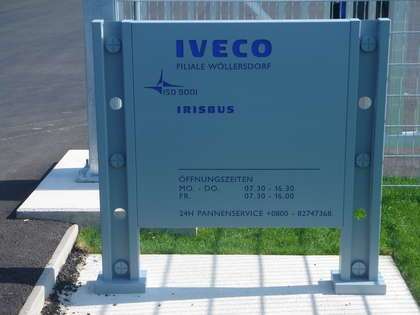 IVECO
FILIALE WÖLLERSDORF
ISO 9001
IRISBUS
ÖFFNUNGSZEITEN
MO. - DO. 07.30 - 16.30
FR. 07.30 - 16.00
24H PANNENSERVICE +0800 - 82747368